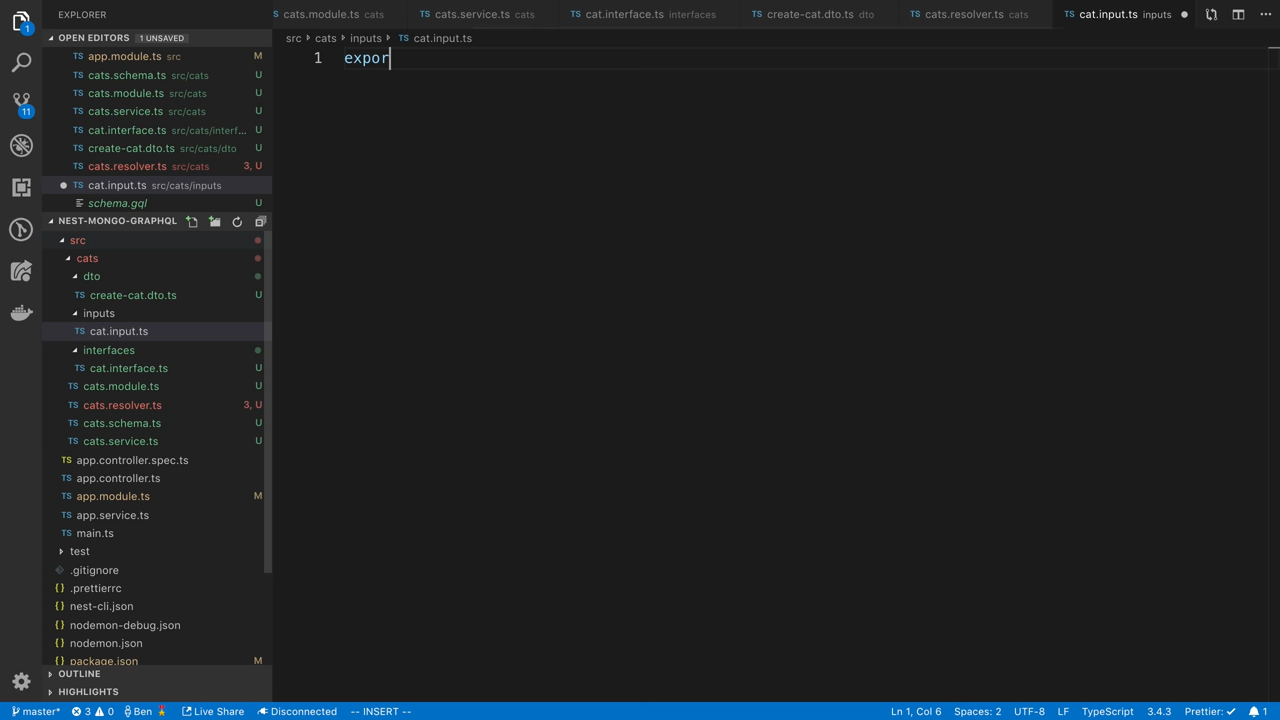 EXPLORER
cats.module.ts cats
cats.service.ts cats
cat.interface.ts interfaces
create-cat.dto.ts dto
cats.resolver.ts cats
TS cat.input.ts inputs
1
OPEN EDITORS 1 UNSAVED
src cats inputs TS cat.input.ts
TS app.module.ts src M
1 expor
TS cats.schema.ts src/cats U
TS cats.module.ts src/cats U
11
TS cats.service.ts src/cats U
TS cat.interface.ts src/cats/interf... U
TS create-cat.dto.ts src/cats/dto U
TS cats.resolver.ts src/cats 3, U
TS cat.input.ts src/cats/inputs
schema.gql U
NEST-MONGO-GRAPHQL
src
cats
dto
TS create-cat.dto.ts U
inputs
TS cat.input.ts
interfaces
TS cat.interface.ts U
TS cats.module.ts U
TS cats.resolver.ts 3, U
TS cats.schema.ts U
TS cats.service.ts U
TS app.controller.spec.ts
TS app.controller.ts
TS app.module.ts M
TS app.service.ts
TS main.ts
test
.gitignore
{} .prettierrc
{} nest-cli.json
{} nodemon-debug.json
{} nodemon.json
{} package.json M
OUTLINE
HIGHLIGHTS
master* 3 0 Ben Live Share Disconnected -- INSERT -- Ln 1, Col 6 Spaces: 2 UTF-8 LF TypeScript 3.4.3 Prettier: 1